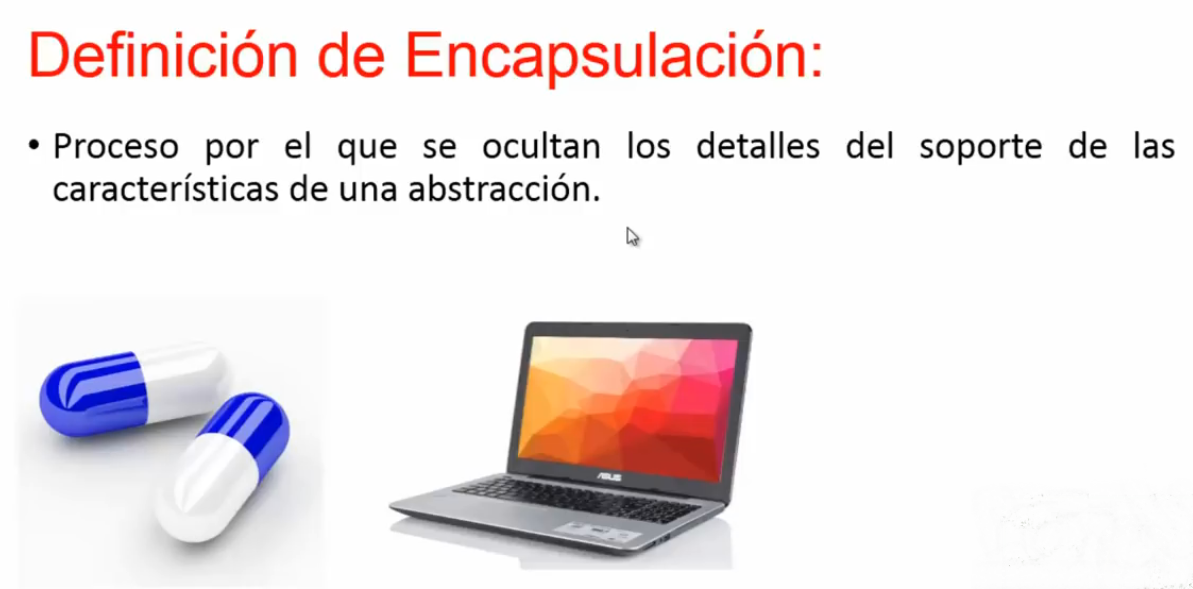 Definición de Encapsulación:
• Proceso por el que se ocultan los detalles del soporte de las
características de una abstracción.
ASUS